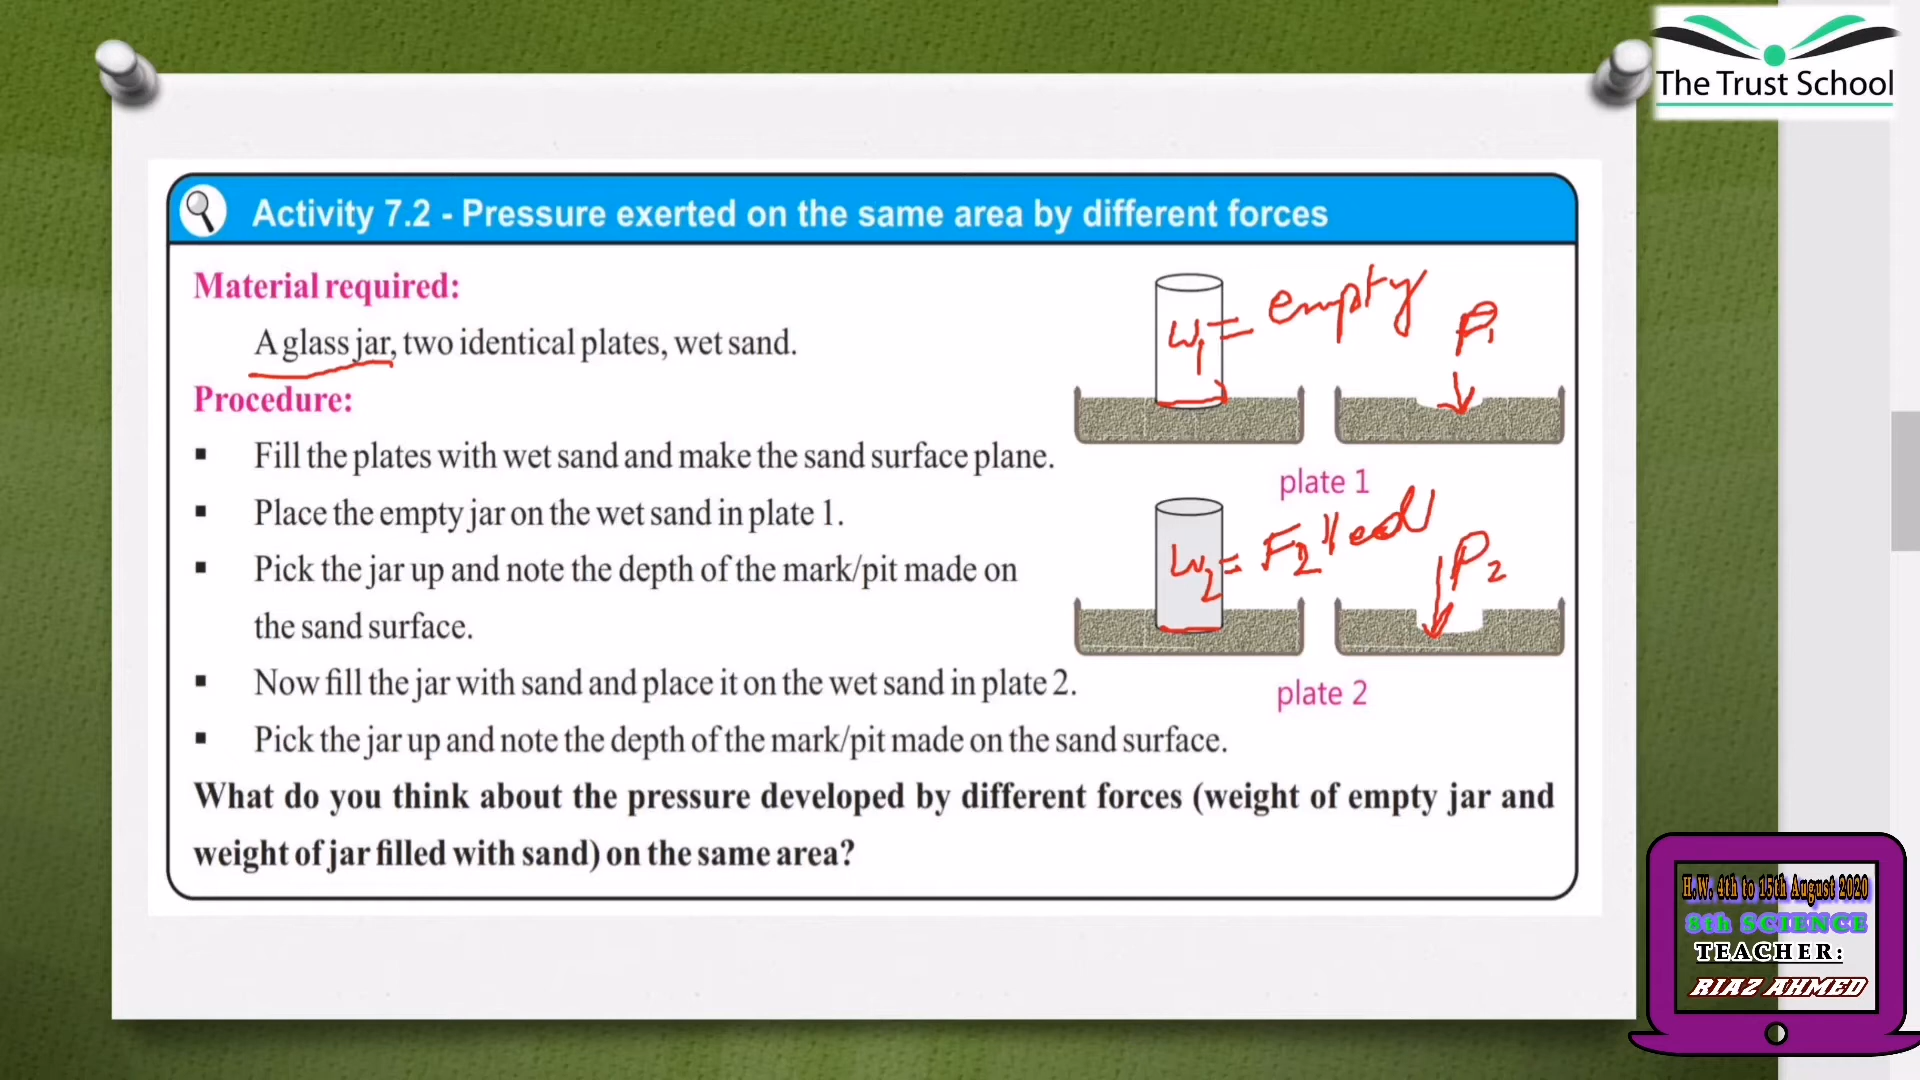 The Trust School
Activity 7.2 - Pressure exerted on the same area by different forces
Material required:
A glass jar, two identical plates, wet sand.
Procedure:
▪ Fill the plates with wet sand and make the sand surface plane.
▪ Place the empty jar on the wet sand in plate 1.
▪ Pick the jar up and note the depth of the mark/pit made on
the sand surface.
▪ Now fill the jar with sand and place it on the wet sand in plate 2.
▪ Pick the jar up and note the depth of the mark/pit made on the sand surface.
What do you think about the pressure developed by different forces (weight of empty jar and
weight of jar filled with sand) on the same area?
W₁ = empty
P₁
plate 1
W₂ = Filled
P₂
plate 2
H.W. 4th to 15th August 2020
8th SCIENCE
TEACHER:
RIAZ AHMED